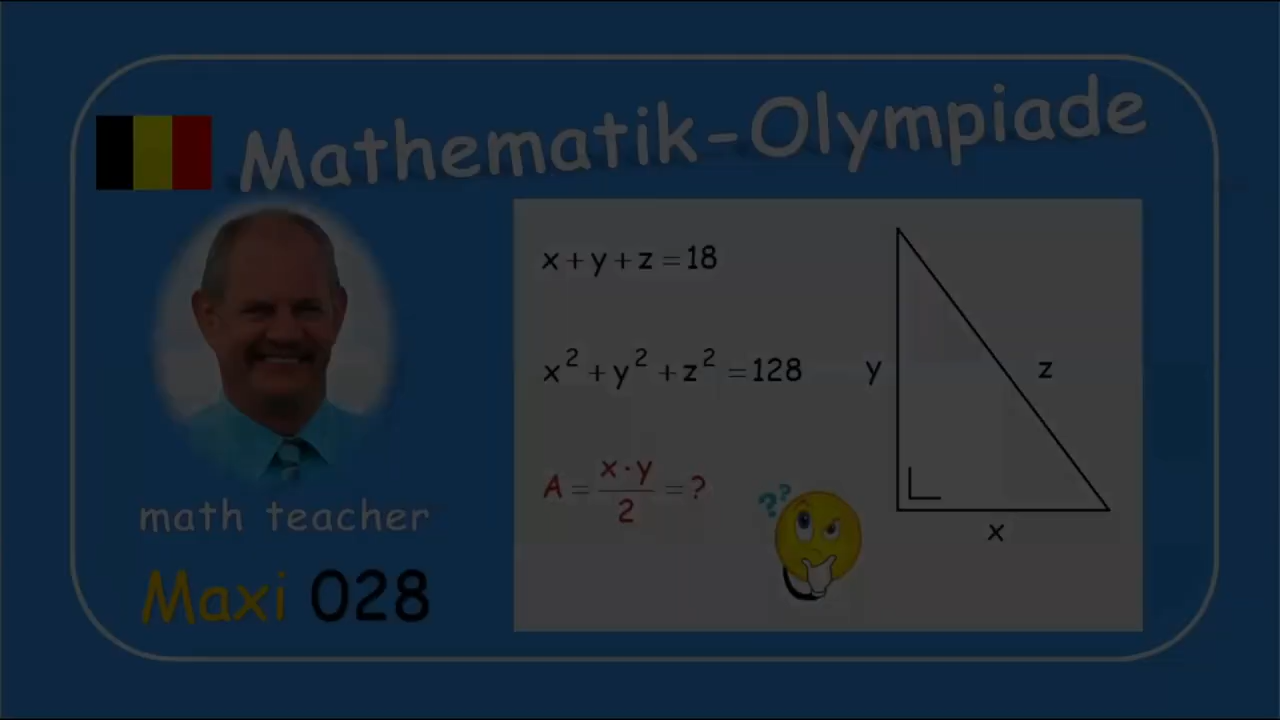 Mathematik-Olympiade
x + y + z = 18
x² + y² + z² = 128
y
z
A = x · y / 2 = ?
??
x
math teacher
Maxi 028